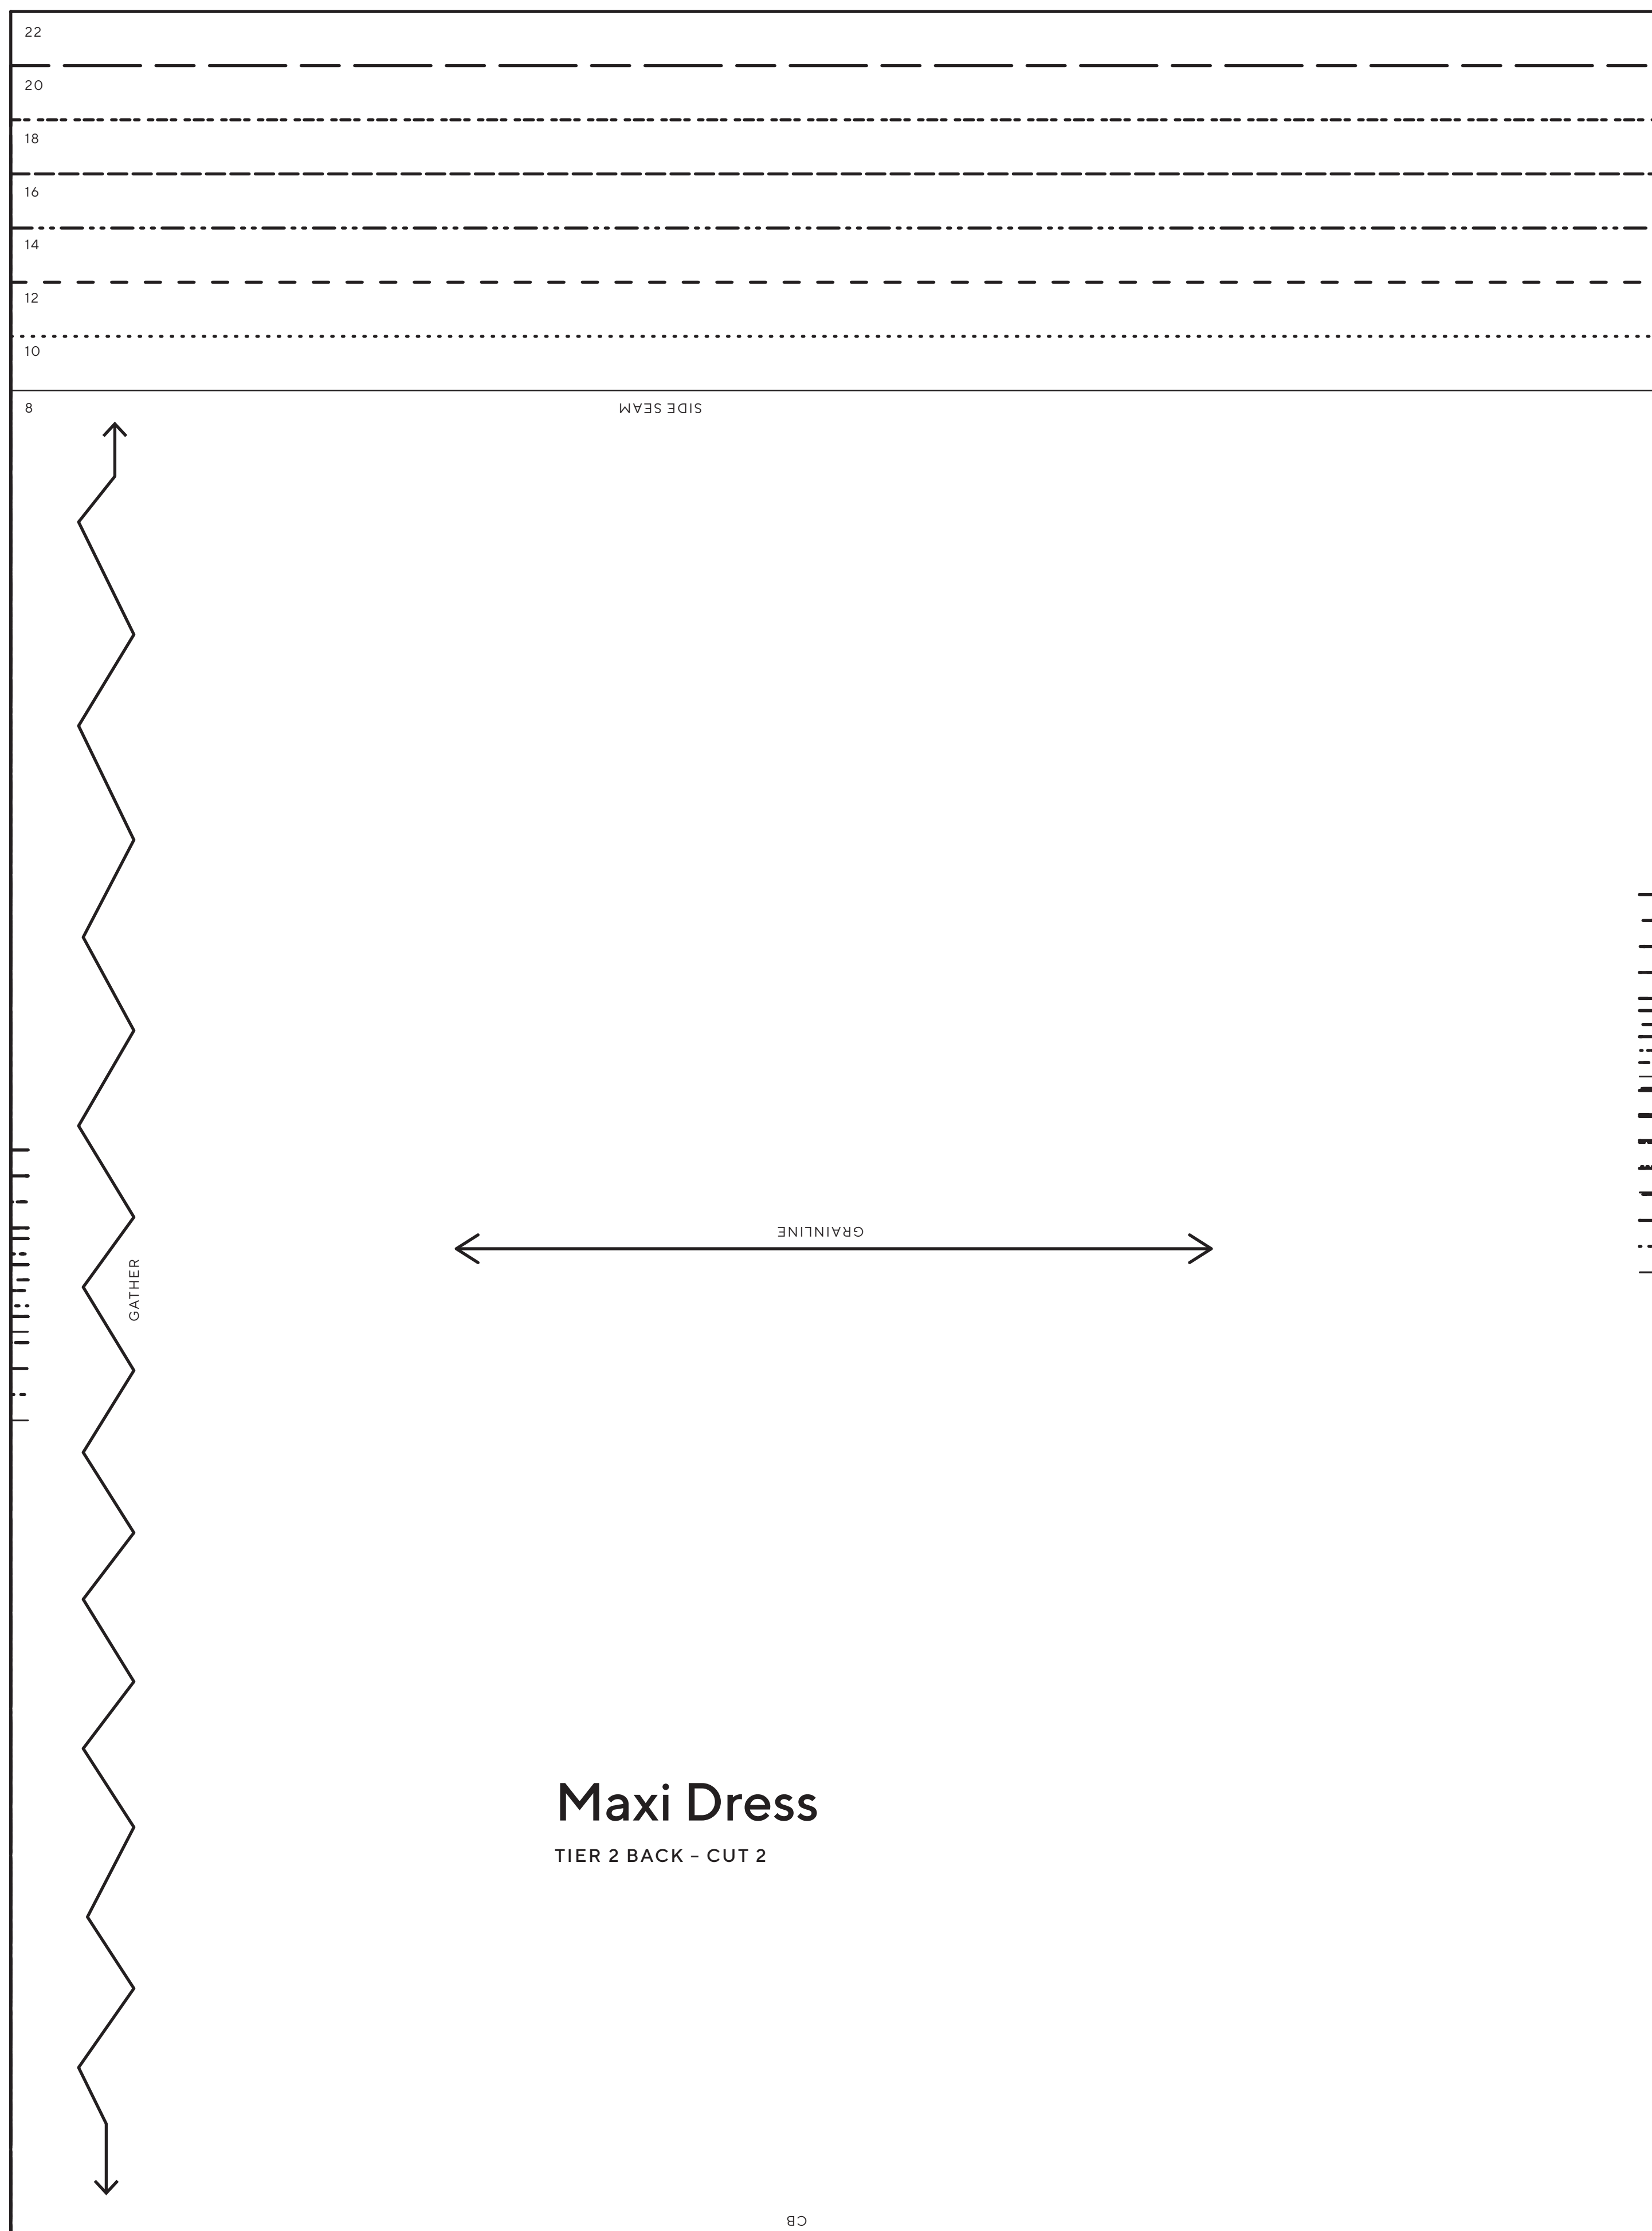 22
20
18
16
14
12
10
8
SIDE SEAM
GRAINLINE
GATHER
Maxi Dress
TIER 2 BACK – CUT 2
CB